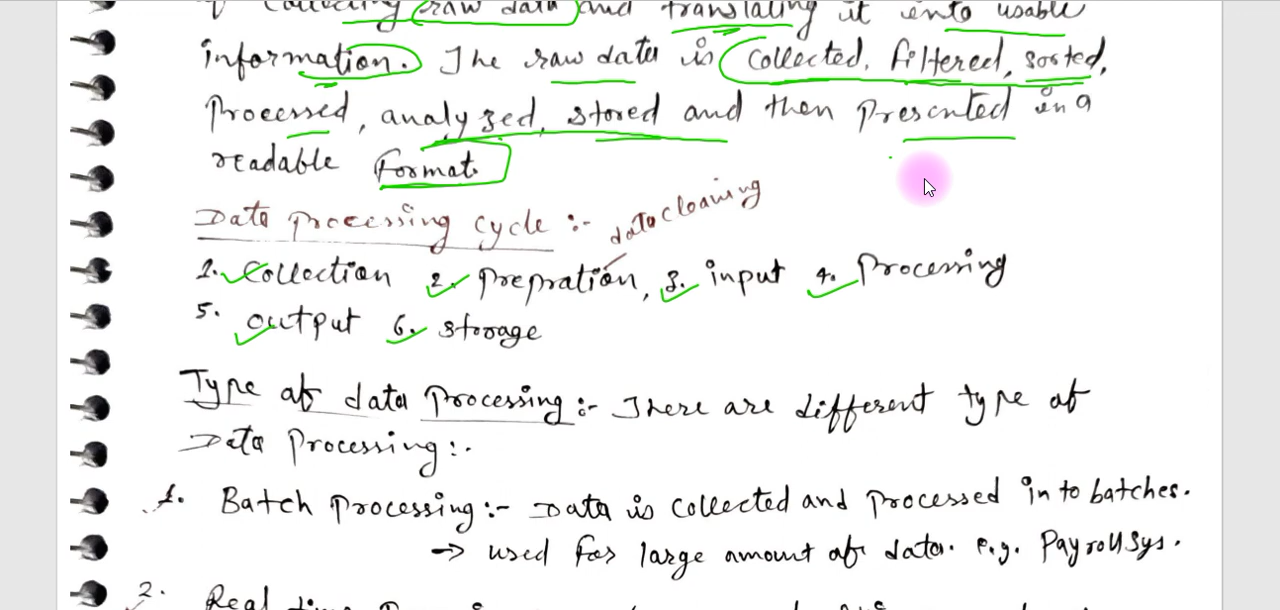 of Collecting raw data and translating it into usable
information. The raw data is Collected, filtered, sorted,
Processed, analyzed, stored and then Presented in a
readable format.
Data Processing Cycle :- data cleaning
1. Collection 2. Prepration, 3. input 4. Processing
5. output 6. storage
Type of data Processing :- There are different type of
Data Processing :-
1. Batch Processing :- Data is Collected and Processed in to batches.
→ used for large amount of data. e.g. Payroll Sys.
2. Real time